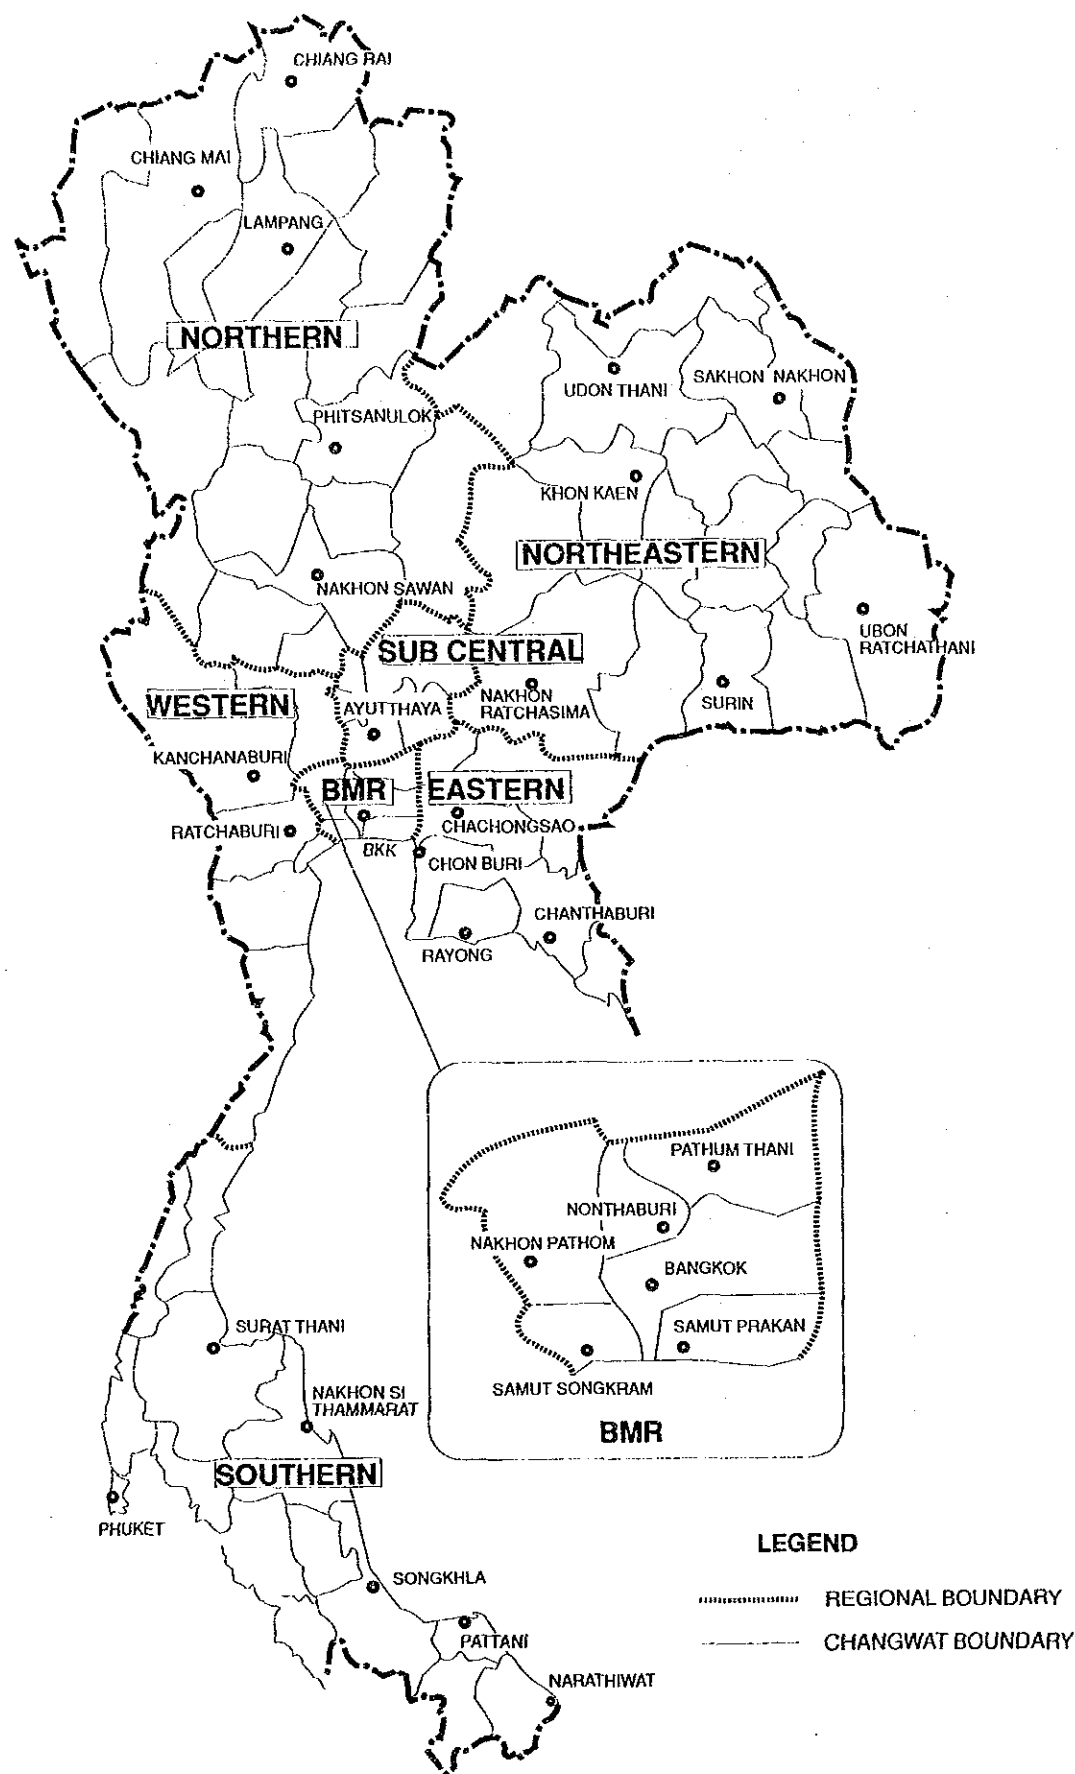 CHIANG RAI
CHIANG MAI
LAMPANG
NORTHERN
UDON THANI
SAKHON NAKHON
PHITSANULOK
KHON KAEN
NORTHEASTERN
NAKHON SAWAN
UBON
RATCHATHANI
SUB CENTRAL
WESTERN
AYUTTHAYA
NAKHON
RATCHASIMA
SURIN
KANCHANABURI
BMR
EASTERN
RATCHABURI
CHACHONGSAO
BKK
CHON BURI
CHANTHABURI
RAYONG
PATHUM THANI
NONTHABURI
NAKHON PATHOM
BANGKOK
SAMUT PRAKAN
SAMUT SONGKRAM
BMR
SURAT THANI
NAKHON SI
THAMMARAT
SOUTHERN
PHUKET
SONGKHLA
PATTANI
NARATHIWAT
LEGEND
REGIONAL BOUNDARY
CHANGWAT BOUNDARY